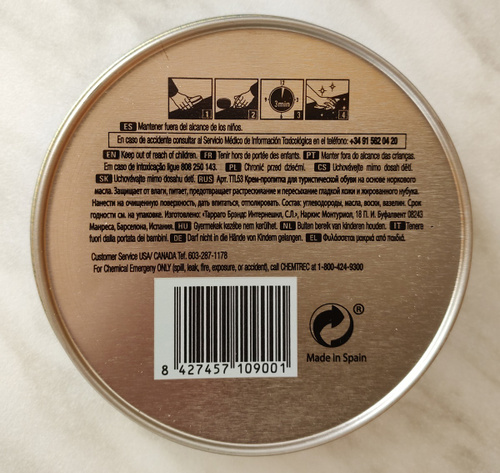 1 2 12 3min 4
ES Mantener fuera del alcance de los niños.
En caso de accidente consultar al Servicio Médico de Información Toxicológica en el teléfono: +34 91 562 04 20
EN Keep out of reach of children. FR Tenir hors de portée des enfants. PT Manter fora do alcance das crianças.
Em caso de Intoxicação ligue 808 250 143. PL Chronić przed dziećmi. CS Uchovávejte mimo dosah dětí.
SK Uchovávajte mimo dosahu detí. RUS Арт. TTL53 Крем-пропитка для туристической обуви на основе норкового
масла. Защищает от влаги, питает, предотвращает растрескивание и пересыхание гладкой кожи и жированного нубука.
Нанести на очищенную поверхность, дать впитаться, отполировать. Состав: углеводороды, масла, воски, вазелин. Срок
годности см. на упаковке. Изготовлено: «Тарраго Брэндс Интернешнл, С.Л.», Наркис Монтуриол, 18 П. И. Буфалвент 08243
Манреса, Барселона, Испания. HU Gyermekek kezébe nem kerülhet. NL Buiten bereik van kinderen houden. IT Tenere
fuori dalla portata dei bambini. DE Darf nicht in die Hände von Kindern gelangen. EL Φυλάσσεται μακριά από παιδιά.
Customer Service USA/ CANADA Tef. 603-287-1178
For Chemical Emergeny ONLY (spill, leak, fire, exposure, or accident), call CHEMTREC at 1-800-424-9300
8 427457 109001
®
Made in Spain